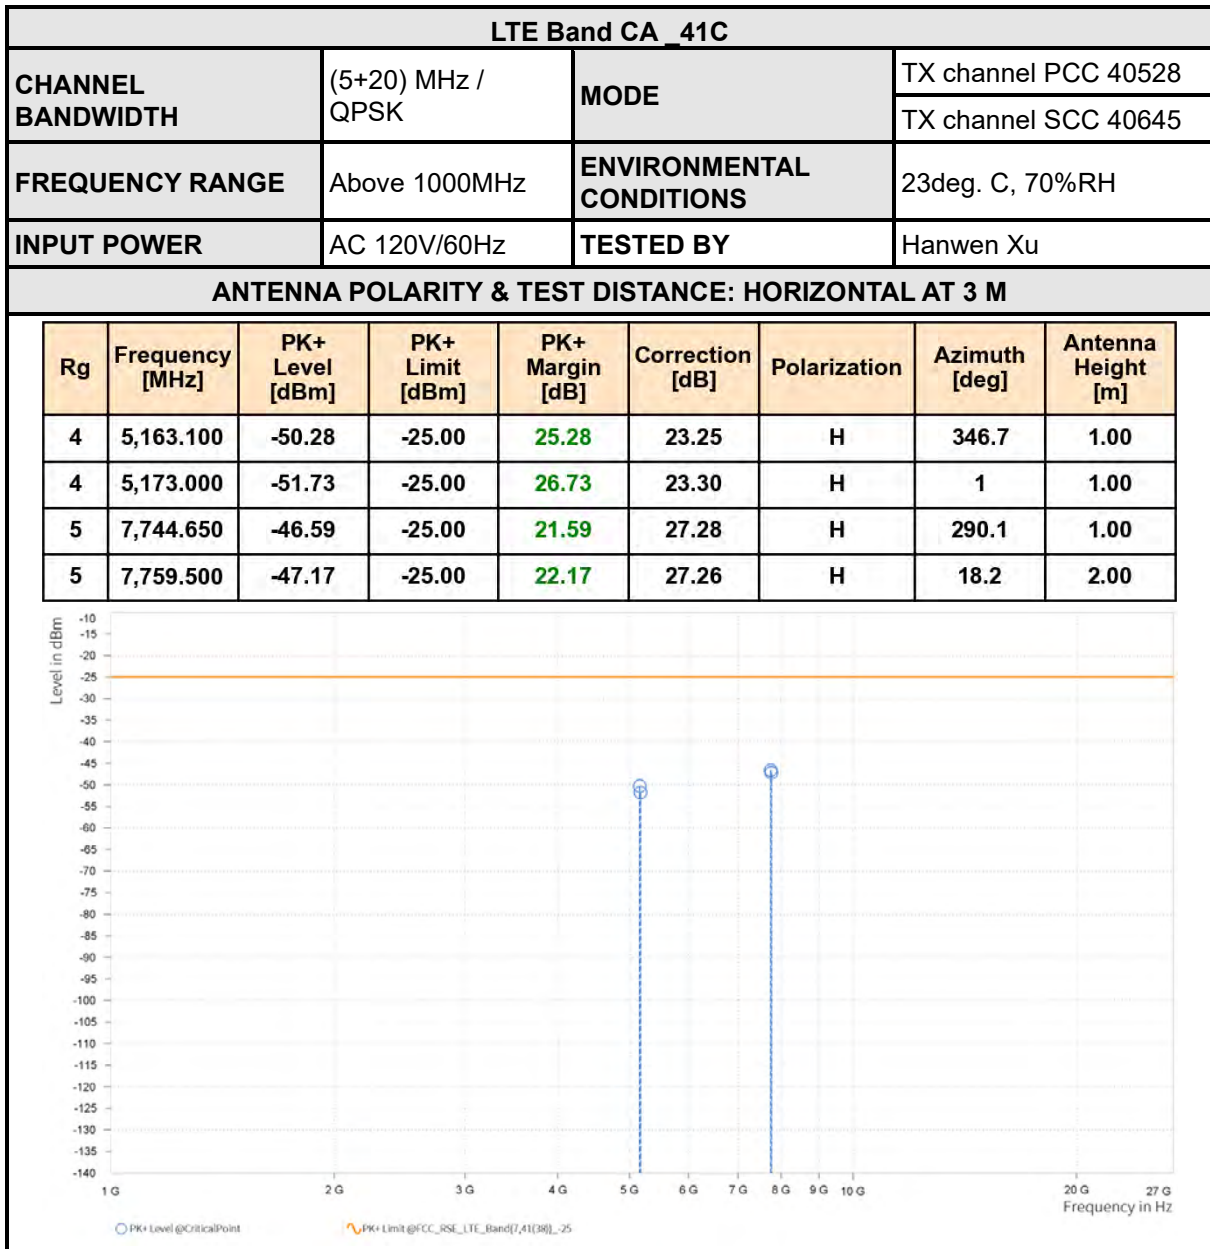 LTE Band CA _41C
CHANNEL BANDWIDTH (5+20) MHz / QPSK MODE TX channel PCC 40528
TX channel SCC 40645
FREQUENCY RANGE Above 1000MHz ENVIRONMENTAL CONDITIONS 23deg. C, 70%RH
INPUT POWER AC 120V/60Hz TESTED BY Hanwen Xu
ANTENNA POLARITY & TEST DISTANCE: HORIZONTAL AT 3 M
Rg Frequency [MHz] PK+ Level [dBm] PK+ Limit [dBm] PK+ Margin [dB] Correction [dB] Polarization Azimuth [deg] Antenna Height [m]
4 5,163.100 -50.28 -25.00 25.28 23.25 H 346.7 1.00
4 5,173.000 -51.73 -25.00 26.73 23.30 H 1 1.00
5 7,744.650 -46.59 -25.00 21.59 27.28 H 290.1 1.00
5 7,759.500 -47.17 -25.00 22.17 27.26 H 18.2 2.00
Level in dBm
-10
-15
-20
-25
-30
-35
-40
-45
-50
-55
-60
-65
-70
-75
-80
-85
-90
-95
-100
-105
-110
-115
-120
-125
-130
-135
-140
1 G 2 G 3 G 4 G 5 G 6 G 7 G 8 G 9 G 10 G 20 G 27 G
Frequency in Hz
PK+ Level @CriticalPoint PK+ Limit @FCC_RSE_LTE_Band(7,41(38))_-25